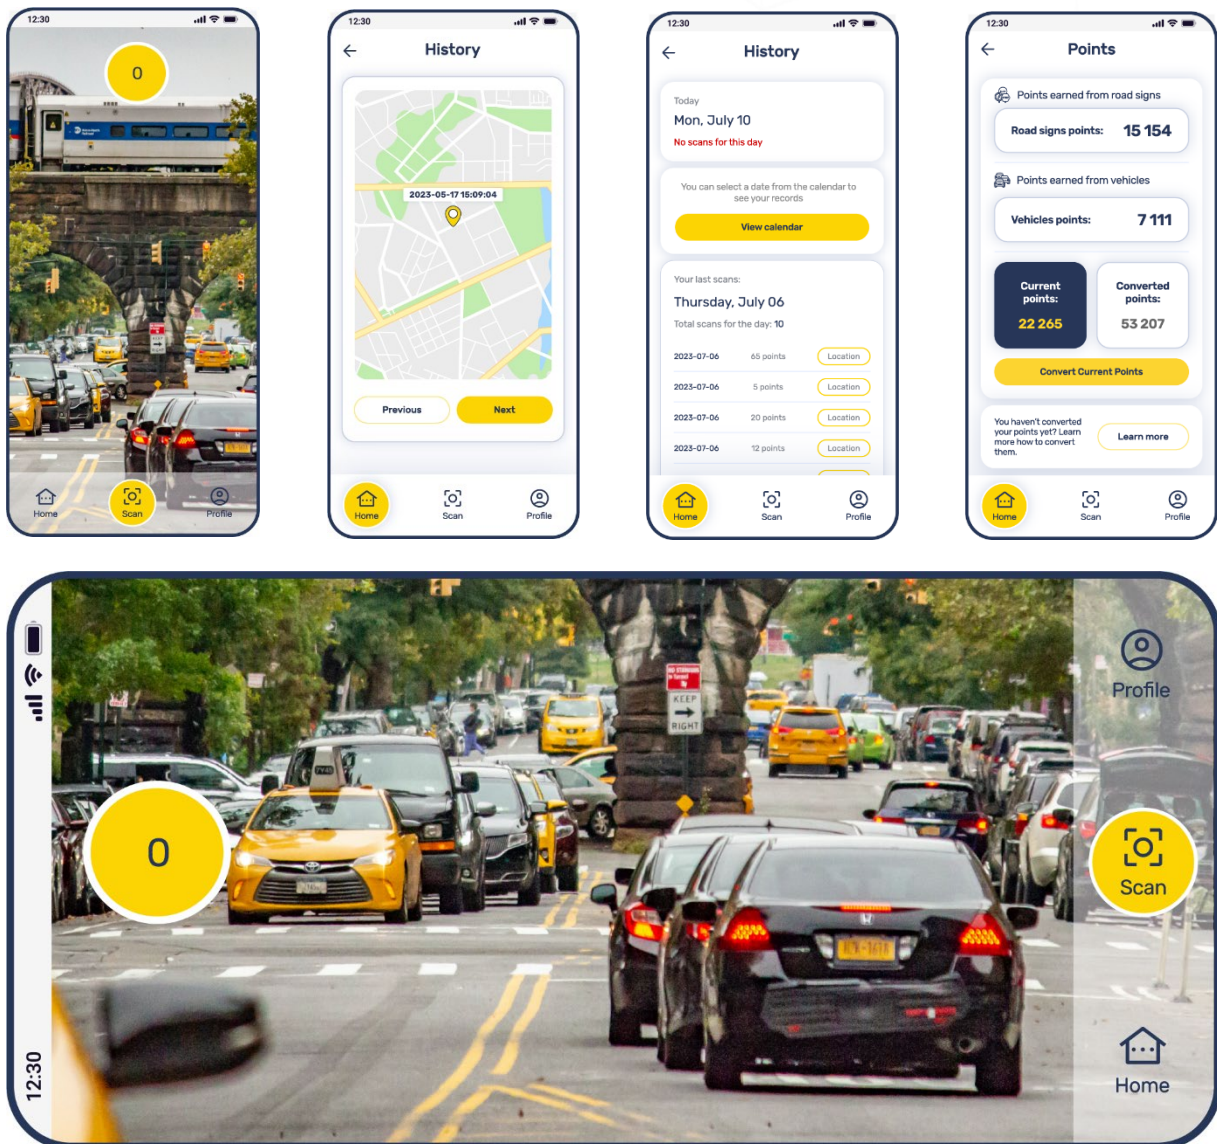 12:30
0
Home
Scan
Profile
12:30
History
2023-05-17 15:09:04
Previous
Next
Home
Scan
Profile
12:30
History
Today
Mon, July 10
No scans for this day
You can select a date from the calendar to
see your records
View calendar
Your last scans:
Thursday, July 06
Total scans for the day: 10
2023-07-06 65 points Location
2023-07-06 5 points Location
2023-07-06 20 points Location
2023-07-06 12 points Location
Home
Scan
Profile
12:30
Points
Points earned from road signs
Road signs points: 15 154
Points earned from vehicles
Vehicles points: 7 111
Current
points:
22 265
Converted
points:
53 207
Convert Current Points
You haven't converted
your points yet? Learn
more how to convert
them.
Learn more
Home
Scan
Profile
12:30
0
KEEP
RIGHT
Profile
Scan
Home